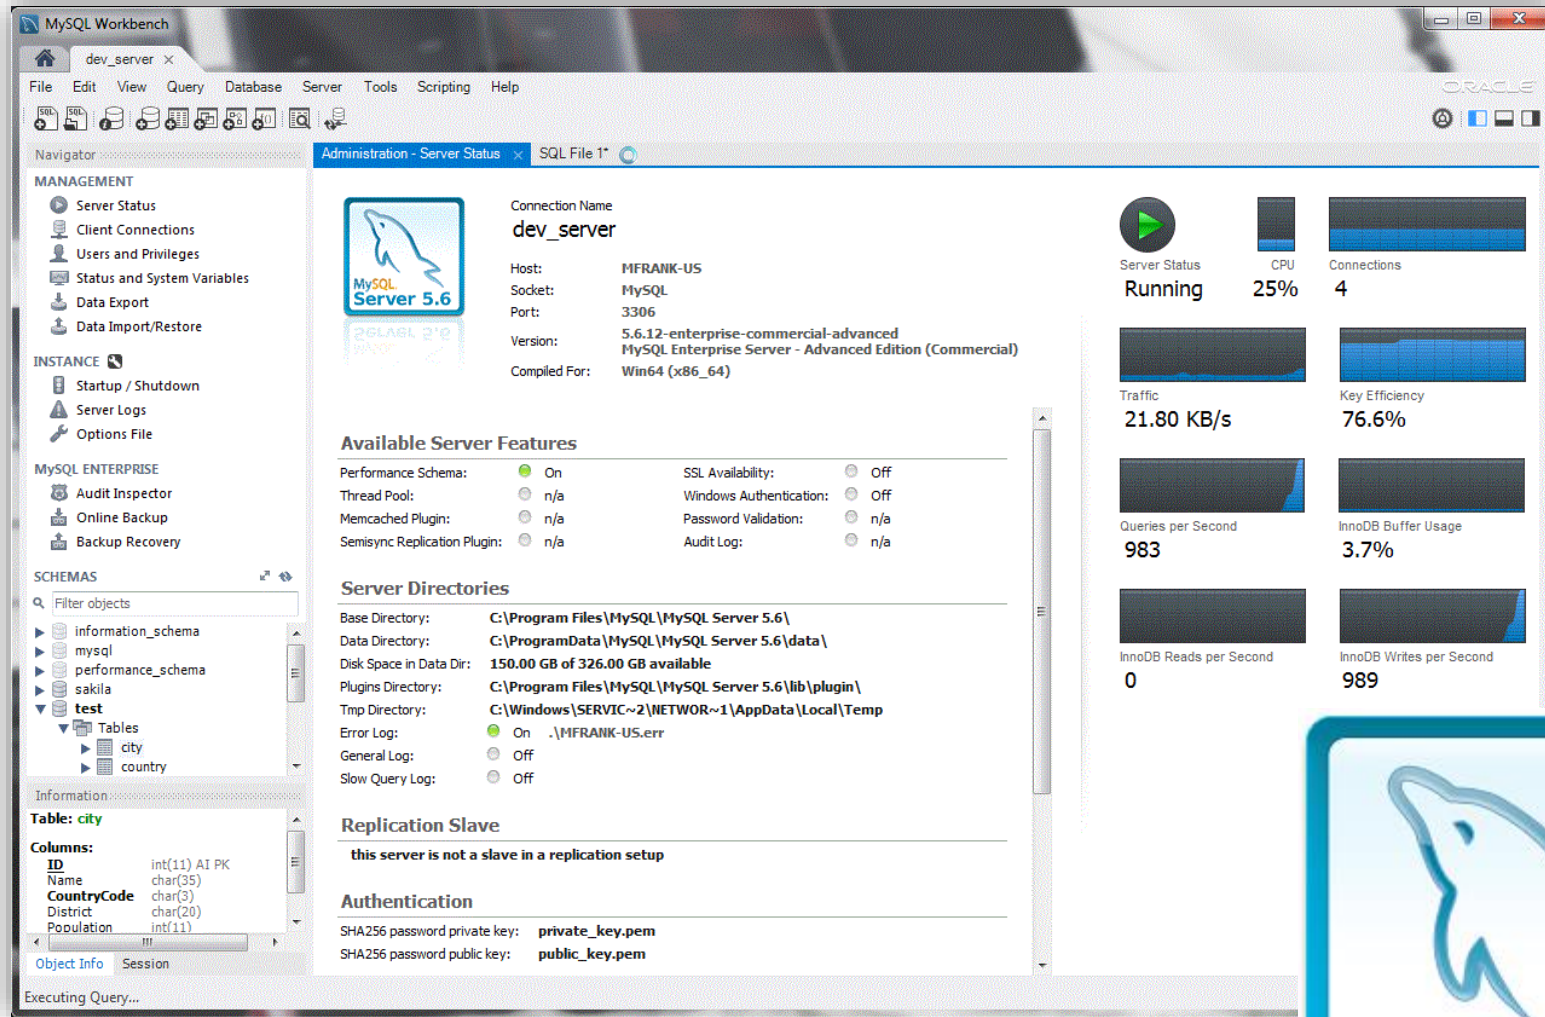 MySQL Workbench
dev_server
File Edit View Query Database Server Tools Scripting Help
ORACLE
Navigator
MANAGEMENT
Server Status
Client Connections
Users and Privileges
Status and System Variables
Data Export
Data Import/Restore
INSTANCE
Startup / Shutdown
Server Logs
Options File
MySQL ENTERPRISE
Audit Inspector
Online Backup
Backup Recovery
SCHEMAS
Filter objects
information_schema
mysql
performance_schema
sakila
test
Tables
city
country
Information
Table: city
Columns:
ID int(11) AI PK
Name char(35)
CountryCode char(3)
District char(20)
Population int(11)
Object Info Session
Executing Query...
Administration - Server Status SQL File 1*
MySQL
Server 5.6
Connection Name
dev_server
Host: MFRANK-US
Socket: MySQL
Port: 3306
Version: 5.6.12-enterprise-commercial-advanced
MySQL Enterprise Server - Advanced Edition (Commercial)
Compiled For: Win64 (x86_64)
Available Server Features
Performance Schema: On SSL Availability: Off
Thread Pool: n/a Windows Authentication: Off
Memcached Plugin: n/a Password Validation: n/a
Semisync Replication Plugin: n/a Audit Log: n/a
Server Directories
Base Directory: C:\Program Files\MySQL\MySQL Server 5.6\
Data Directory: C:\ProgramData\MySQL\MySQL Server 5.6\data\
Disk Space in Data Dir: 150.00 GB of 326.00 GB available
Plugins Directory: C:\Program Files\MySQL\MySQL Server 5.6\lib\plugin\
Tmp Directory: C:\Windows\SERVIC~2\NETWOR~1\AppData\Local\Temp
Error Log: On .\MFRANK-US.err
General Log: Off
Slow Query Log: Off
Replication Slave
this server is not a slave in a replication setup
Authentication
SHA256 password private key: private_key.pem
SHA256 password public key: public_key.pem
Server Status CPU Connections
Running 25% 4
Traffic Key Efficiency
21.80 KB/s 76.6%
Queries per Second InnoDB Buffer Usage
983 3.7%
InnoDB Reads per Second InnoDB Writes per Second
0 989